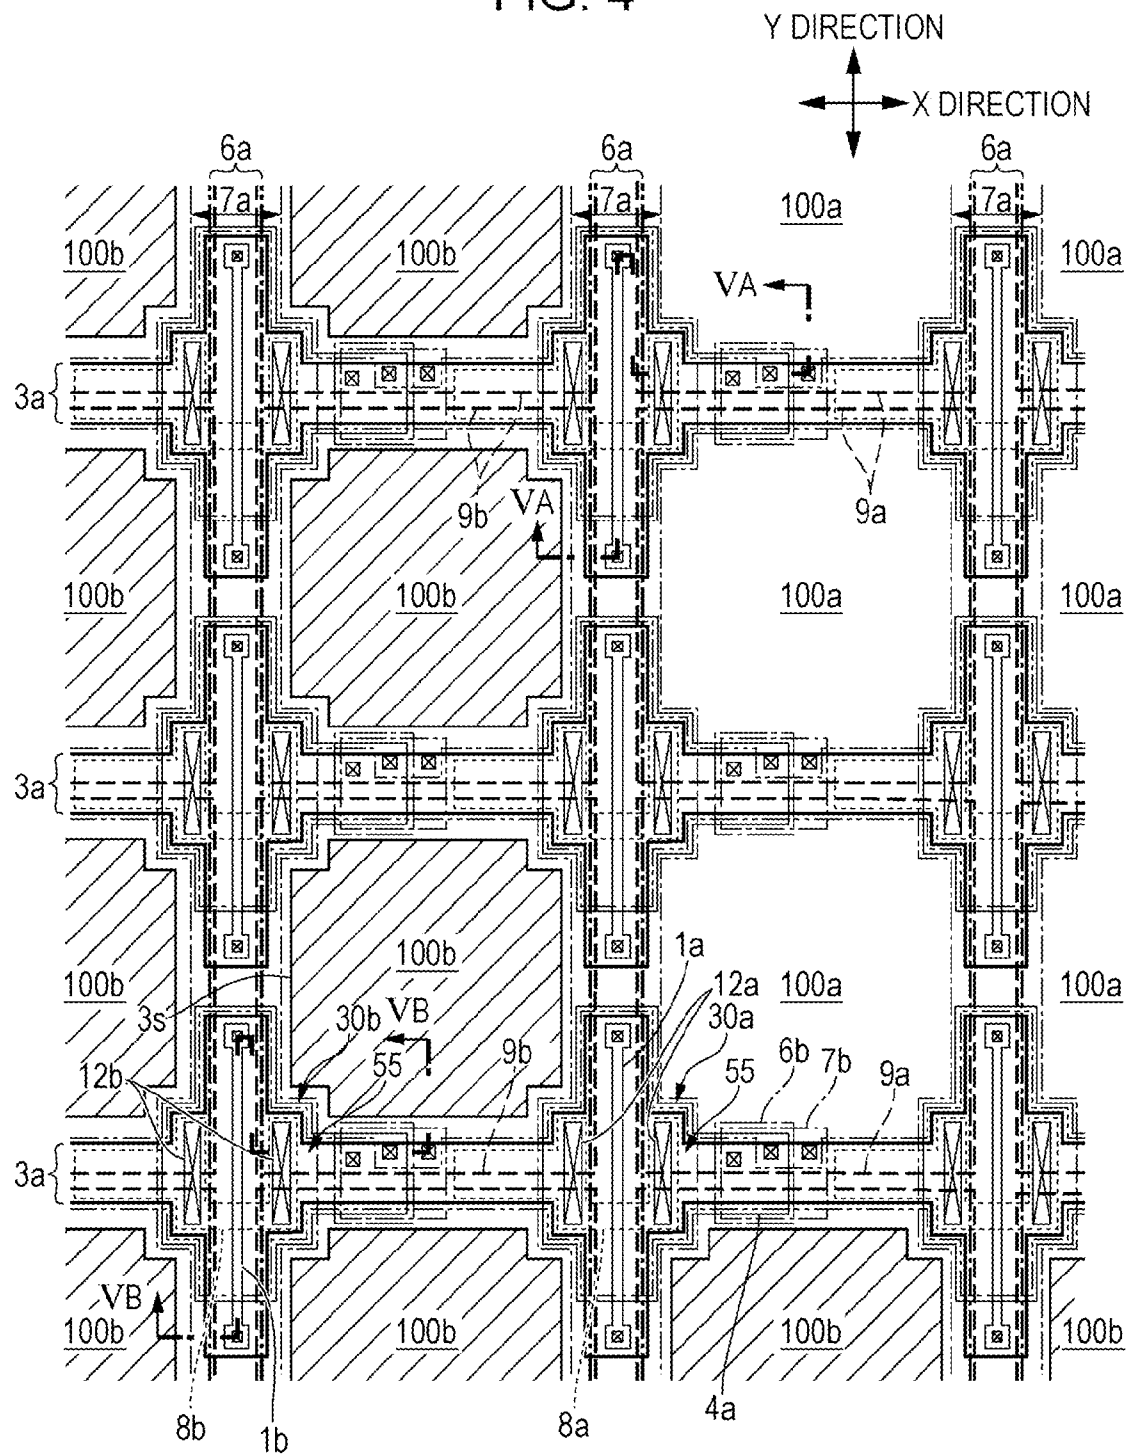 FIG. 4
Y DIRECTION
X DIRECTION
6a 6a 6a
7a 7a 7a
100a
100b 100b 100a
VA
3a
9b VA 9a
100b 100b 100a 100a
3a
100b 100b 1a 12a 100a 100a
3s 30b VB 30a
12b 55 9b 6b 7b 55 9a
3a
VB
100b 100b 100b
8b 1b 8a 4a